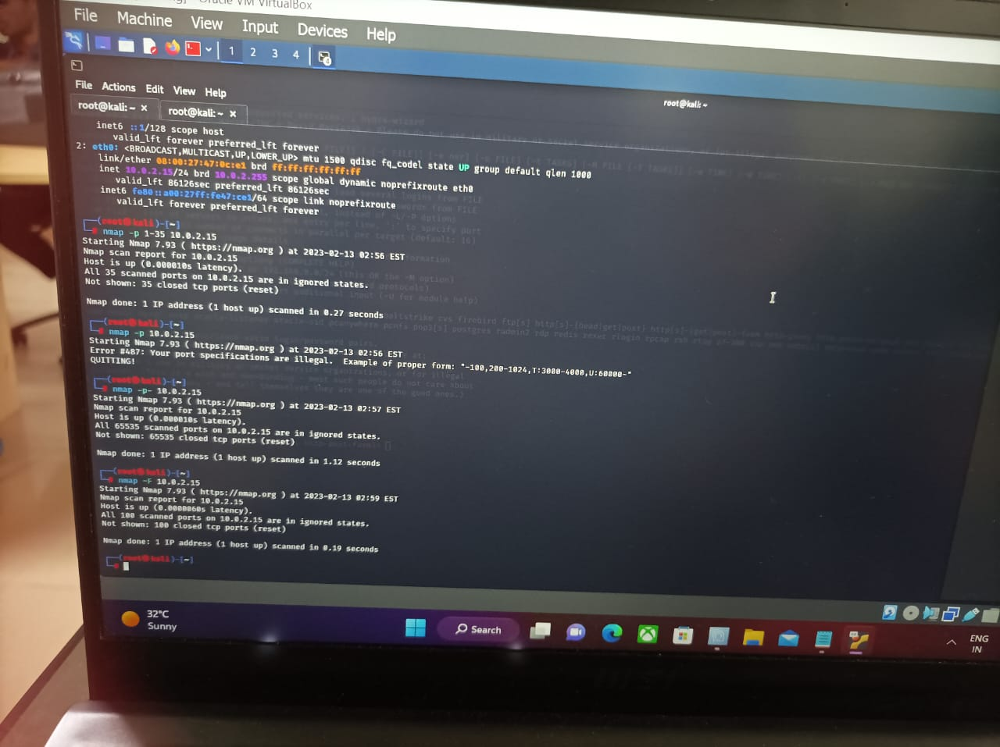 Oracle VM VirtualBox
File Machine View Input Devices Help
1 2 3 4
File Actions Edit View Help
root@kali: ~
root@kali: ~ × root@kali: ~ ×
inet6 ::1/128 scope host
valid_lft forever preferred_lft forever
2: eth0: <BROADCAST,MULTICAST,UP,LOWER_UP> mtu 1500 qdisc fq_codel state UP group default qlen 1000
link/ether 08:00:27:47:0c:e1 brd ff:ff:ff:ff:ff:ff
inet 10.0.2.15/24 brd 10.0.2.255 scope global dynamic noprefixroute eth0
valid_lft 86126sec preferred_lft 86126sec
inet6 fe80::a00:27ff:fe47:ce1/64 scope link noprefixroute
valid_lft forever preferred_lft forever
(root@kali)-[~]
# nmap -p 1-35 10.0.2.15
Starting Nmap 7.93 ( https://nmap.org ) at 2023-02-13 02:56 EST
Nmap scan report for 10.0.2.15
Host is up (0.000010s latency).
All 35 scanned ports on 10.0.2.15 are in ignored states.
Not shown: 35 closed tcp ports (reset)
Nmap done: 1 IP address (1 host up) scanned in 0.27 seconds
(root@kali)-[~]
# nmap -p 10.0.2.15
Starting Nmap 7.93 ( https://nmap.org ) at 2023-02-13 02:56 EST
Error #487: Your port specifications are illegal. Example of proper form: "-100,200-1024,T:3000-4000,U:60000-"
QUITTING!
(root@kali)-[~]
# nmap -p- 10.0.2.15
Starting Nmap 7.93 ( https://nmap.org ) at 2023-02-13 02:57 EST
Nmap scan report for 10.0.2.15
Host is up (0.000010s latency).
All 65535 scanned ports on 10.0.2.15 are in ignored states.
Not shown: 65535 closed tcp ports (reset)
Nmap done: 1 IP address (1 host up) scanned in 1.12 seconds
(root@kali)-[~]
# nmap -F 10.0.2.15
Starting Nmap 7.93 ( https://nmap.org ) at 2023-02-13 02:59 EST
Nmap scan report for 10.0.2.15
Host is up (0.0000060s latency).
All 100 scanned ports on 10.0.2.15 are in ignored states.
Not shown: 100 closed tcp ports (reset)
Nmap done: 1 IP address (1 host up) scanned in 0.19 seconds
(root@kali)-[~]
#
32°C
Sunny
Search
ENG
IN